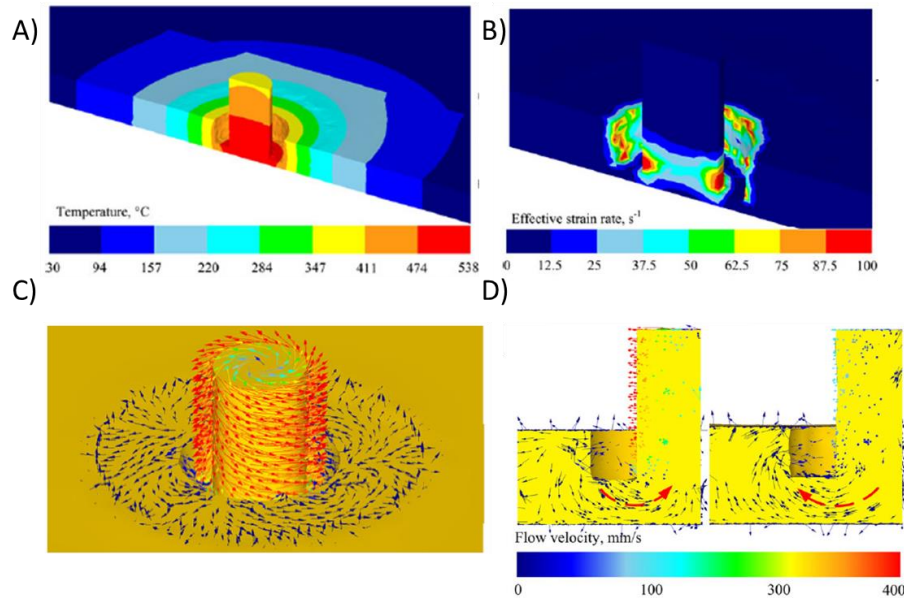 A)
B)
Temperature, °C
30 94 157 220 284 347 411 474 538
Effective strain rate, s⁻¹
0 12.5 25 37.5 50 62.5 75 87.5 100
C)
D)
Flow velocity, mm/s
0 100 300 400